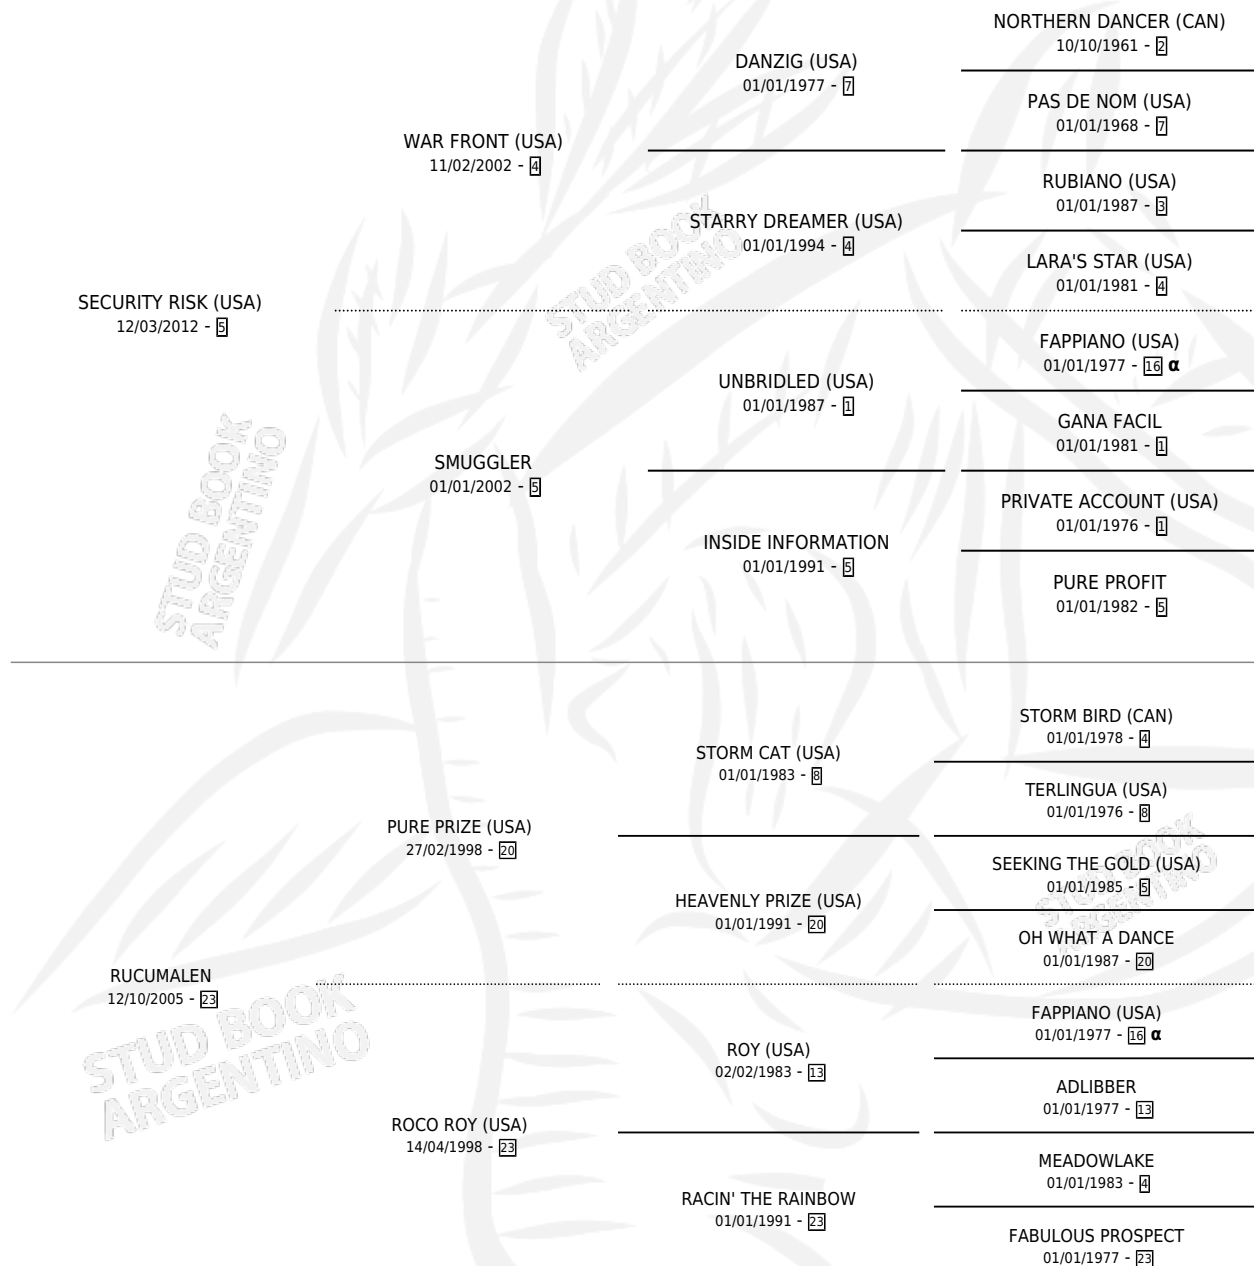 NORTHERN DANCER (CAN)
10/10/1961 - 2
DANZIG (USA)
01/01/1977 - 7
PAS DE NOM (USA)
01/01/1968 - 7
WAR FRONT (USA)
11/02/2002 - 4
RUBIANO (USA)
01/01/1987 - 3
STARRY DREAMER (USA)
01/01/1994 - 4
LARA'S STAR (USA)
01/01/1981 - 4
SECURITY RISK (USA)
12/03/2012 - 5
FAPPIANO (USA)
01/01/1977 - 16 α
UNBRIDLED (USA)
01/01/1987 - 1
GANA FACIL
01/01/1981 - 1
SMUGGLER
01/01/2002 - 5
PRIVATE ACCOUNT (USA)
01/01/1976 - 1
INSIDE INFORMATION
01/01/1991 - 5
PURE PROFIT
01/01/1982 - 5
STORM BIRD (CAN)
01/01/1978 - 4
STORM CAT (USA)
01/01/1983 - 8
TERLINGUA (USA)
01/01/1976 - 8
PURE PRIZE (USA)
27/02/1998 - 20
SEEKING THE GOLD (USA)
01/01/1985 - 5
HEAVENLY PRIZE (USA)
01/01/1991 - 20
OH WHAT A DANCE
01/01/1987 - 20
RUCUMALEN
12/10/2005 - 23
FAPPIANO (USA)
01/01/1977 - 16 α
ROY (USA)
02/02/1983 - 13
ADLIBBER
01/01/1977 - 13
ROCO ROY (USA)
14/04/1998 - 23
MEADOWLAKE
01/01/1983 - 4
RACIN' THE RAINBOW
01/01/1991 - 23
FABULOUS PROSPECT
01/01/1977 - 23
STUD BOOK
ARGENTINO
STUD BOOK
ARGENTINO
STUD BOOK
ARGENTINO
STUD BOOK
ARGENTINO